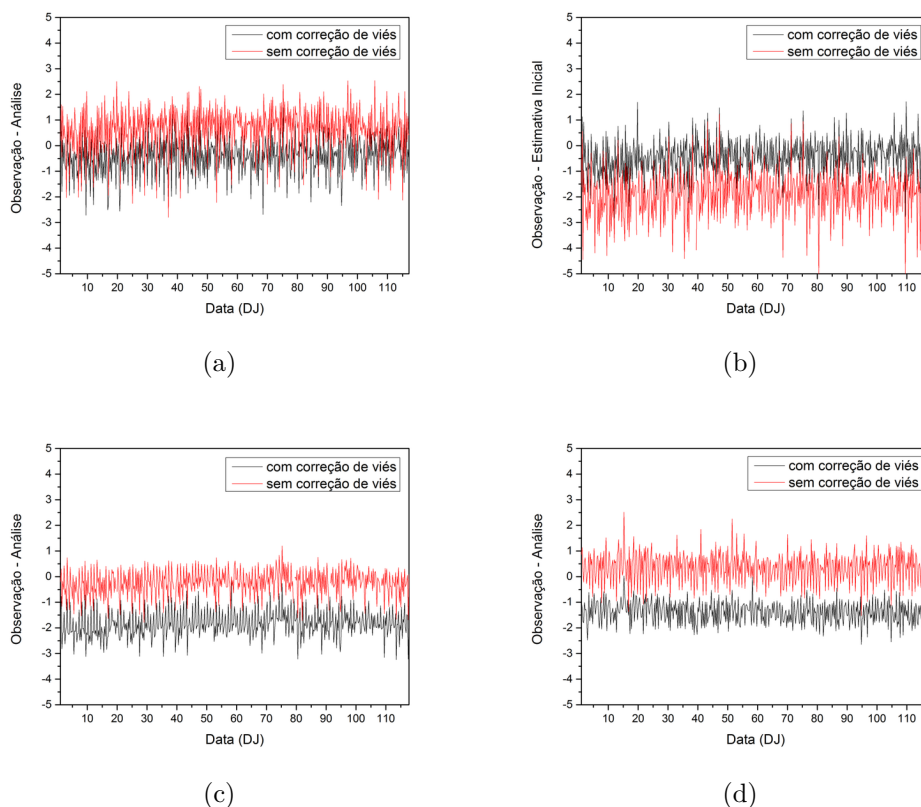 5
4
3
2
1
0
-1
-2
-3
-4
-5
Observação - Análise
com correção de viés
sem correção de viés
10 20 30 40 50 60 70 80 90 100 110
Data (DJ)
(a)
5
4
3
2
1
0
-1
-2
-3
-4
-5
Observação - Estimativa Inicial
com correção de viés
sem correção de viés
10 20 30 40 50 60 70 80 90 100 110
Data (DJ)
(b)
5
4
3
2
1
0
-1
-2
-3
-4
-5
Observação - Análise
com correção de viés
sem correção de viés
10 20 30 40 50 60 70 80 90 100 110
Data (DJ)
(c)
5
4
3
2
1
0
-1
-2
-3
-4
-5
Observação - Análise
com correção de viés
sem correção de viés
10 20 30 40 50 60 70 80 90 100 110
Data (DJ)
(d)